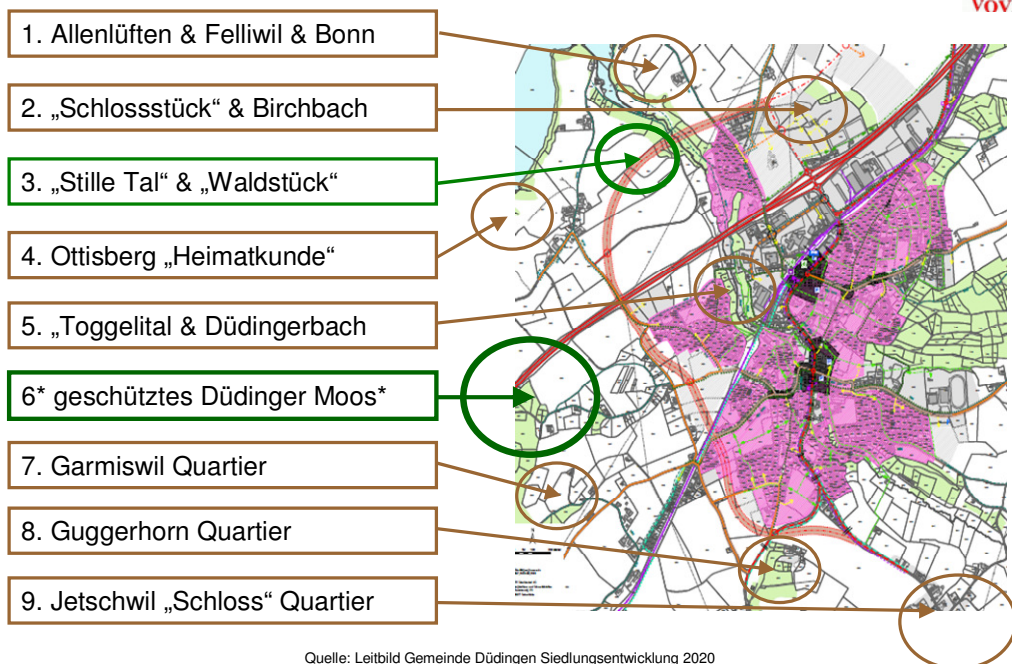 VOV
1. Allenlüften & Felliwil & Bonn
2. „Schlossstück“ & Birchbach
3. „Stille Tal“ & „Waldstück“
4. Ottisberg „Heimatkunde“
5. „Toggelital & Düdingerbach
6* geschütztes Düdinger Moos*
7. Garmiswil Quartier
8. Guggerhorn Quartier
9. Jetschwil „Schloss“ Quartier
Quelle: Leitbild Gemeinde Düdingen Siedlungsentwicklung 2020